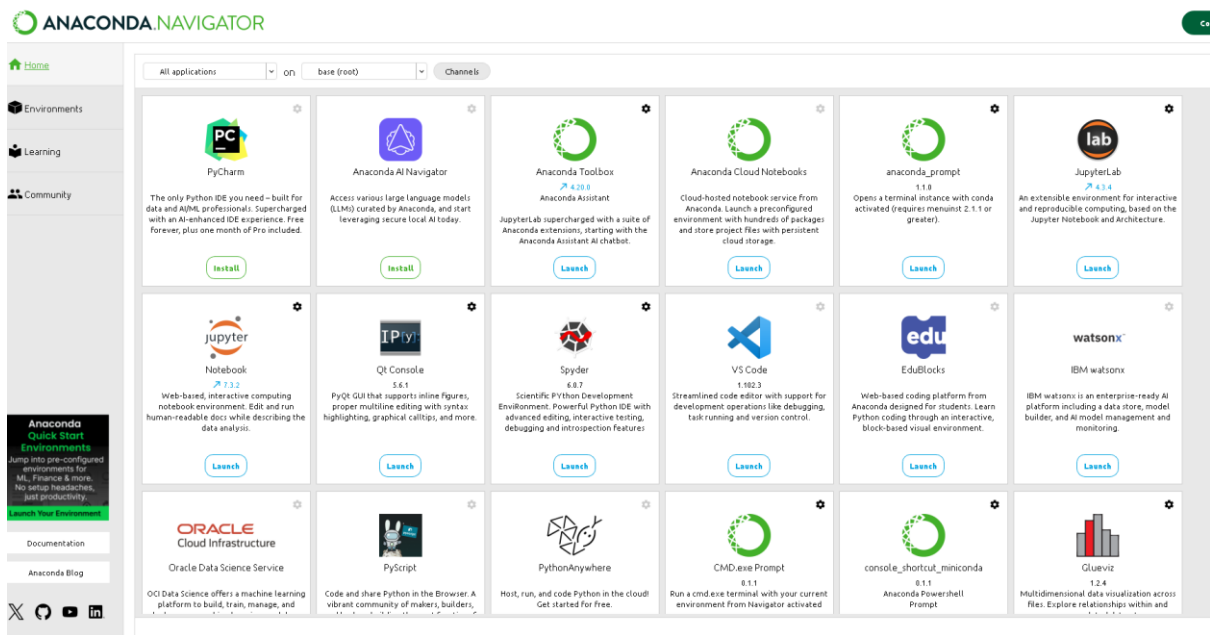 ANACONDA.NAVIGATOR
Co
Home
Environments
Learning
Community
All applications
on
base (root)
Channels
PC
PyCharm
The only Python IDE you need – built for
data and AI/ML professionals. Supercharged
with an AI-enhanced IDE experience. Free
forever, plus one month of Pro included.
Install
Anaconda AI Navigator
Access various large language models
(LLMs) curated by Anaconda, and start
leveraging secure local AI today.
Install
Anaconda Toolbox
4.20.0
Anaconda Assistant
JupyterLab supercharged with a suite of
Anaconda extensions, starting with the
Anaconda Assistant AI chatbot.
Launch
Anaconda Cloud Notebooks
Cloud-hosted notebook service from
Anaconda. Launch a preconfigured
environment with hundreds of packages
and store project files with persistent
cloud storage.
Launch
anaconda_prompt
1.1.0
Opens a terminal instance with conda
activated (requires menuinst 2.1.1 or
greater).
Launch
lab
JupyterLab
4.3.4
An extensible environment for interactive
and reproducible computing, based on the
Jupyter Notebook and Architecture.
Launch
jupyter
Notebook
7.3.2
Web-based, interactive computing
notebook environment. Edit and run
human-readable docs while describing the
data analysis.
Launch
IP[y]:
Qt Console
5.6.1
PyQt GUI that supports inline figures,
proper multiline editing with syntax
highlighting, graphical calltips, and more.
Launch
Spyder
6.0.7
Scientific PYthon Development
EnviRonment. Powerful Python IDE with
advanced editing, interactive testing,
debugging and introspection features
Launch
VS Code
1.102.3
Streamlined code editor with support for
development operations like debugging,
task running and version control.
Launch
edu
EduBlocks
Web-based coding platform from
Anaconda designed for students. Learn
Python coding through an interactive,
block-based visual environment.
Launch
watsonx
IBM watsonx
IBM watsonx is an enterprise-ready AI
platform including a data store, model
builder, and AI model management and
monitoring.
Launch
Anaconda
Quick Start
Environments
Jump into pre-configured
environments for
ML, Finance & more.
No setup headaches,
just productivity.
Launch Your Environment
Documentation
Anaconda Blog
ORACLE
Cloud Infrastructure
Oracle Data Science Service
OCI Data Science offers a machine learning
platform to build, train, manage, and
PyScript
Code and share Python in the Browser. A
vibrant community of makers, builders,
PythonAnywhere
Host, run, and code Python in the cloud!
Get started for free.
CMD.exe Prompt
0.1.1
Run a cmd.exe terminal with your current
environment from Navigator activated
console_shortcut_miniconda
0.1.1
Anaconda Powershell
Prompt
Glueviz
1.2.4
Multidimensional data visualization across
files. Explore relationships within and